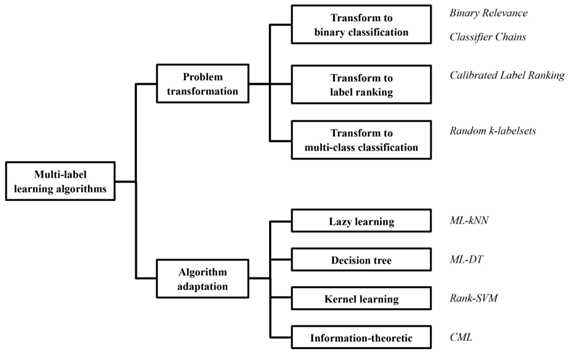 Multi-label
learning algorithms
Problem
transformation
Transform to
binary classification
Binary Relevance
Classifier Chains
Transform to
label ranking
Calibrated Label Ranking
Transform to
multi-class classification
Random k-labelsets
Algorithm
adaptation
Lazy learning
ML-kNN
Decision tree
ML-DT
Kernel learning
Rank-SVM
Information-theoretic
CML